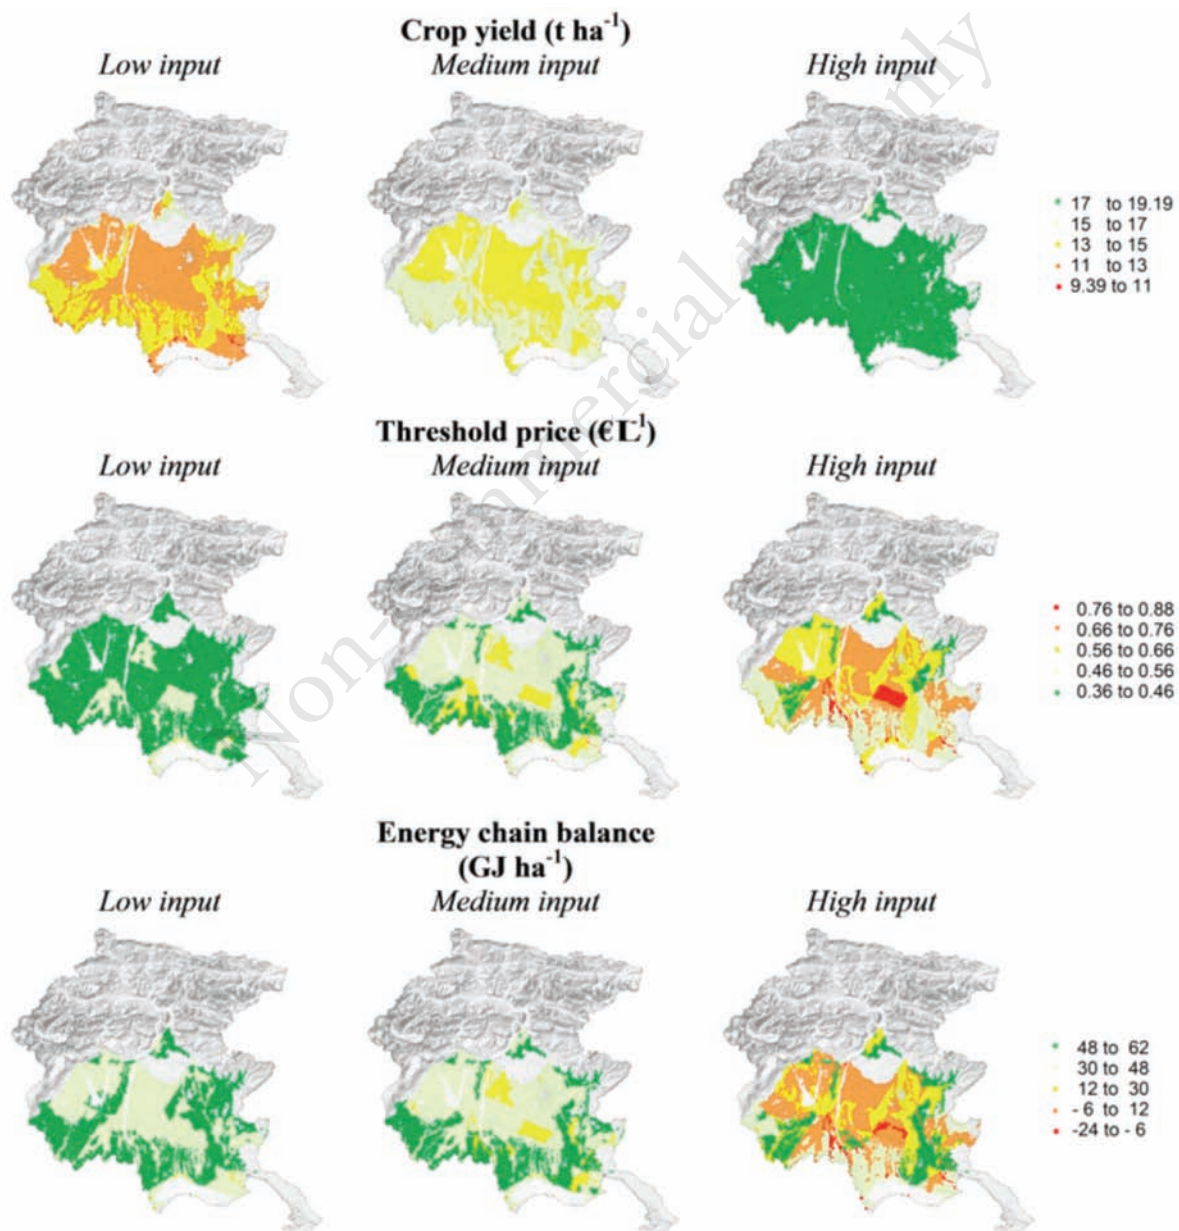 Crop yield (t ha⁻¹)
Low input Medium input High input
17 to 19.19
15 to 17
13 to 15
11 to 13
9.39 to 11
Threshold price (€L⁻¹)
Low input Medium input High input
0.76 to 0.88
0.66 to 0.76
0.56 to 0.66
0.46 to 0.56
0.36 to 0.46
Energy chain balance
(GJ ha⁻¹)
Low input Medium input High input
48 to 62
30 to 48
12 to 30
- 6 to 12
-24 to - 6
Non-commercial use only